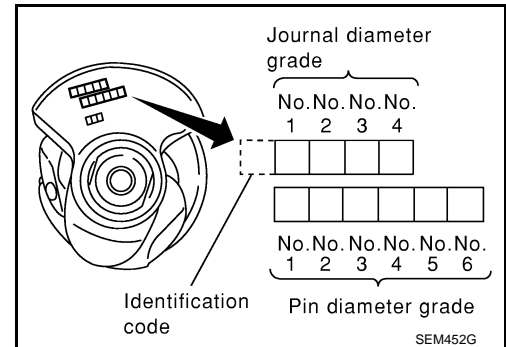 Journal diameter
grade
No. No. No. No.
1 2 3 4
No. No. No. No. No. No.
1 2 3 4 5 6
Identification
code
Pin diameter grade
SEM452G